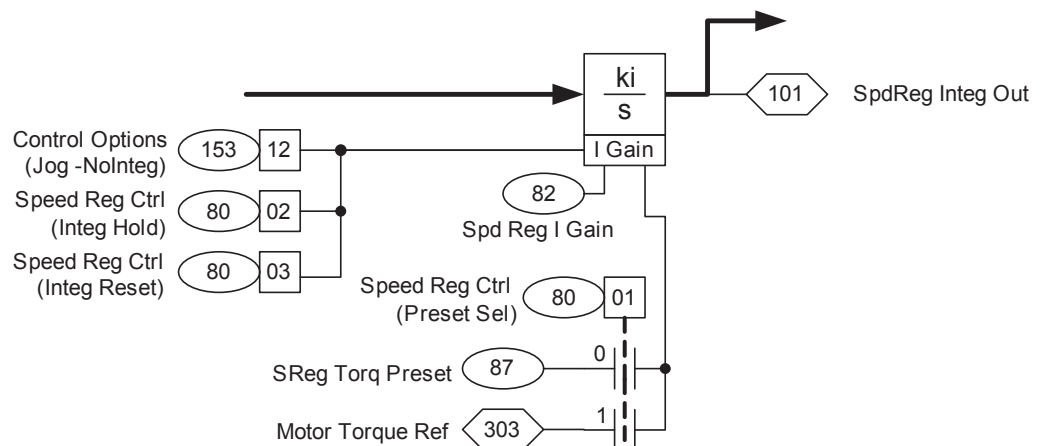 ki
s
I Gain
101
SpdReg Integ Out
Control Options
(Jog -NoInteg)
153
12
Speed Reg Ctrl
(Integ Hold)
80
02
Speed Reg Ctrl
(Integ Reset)
80
03
82
Spd Reg I Gain
Speed Reg Ctrl
(Preset Sel)
80
01
SReg Torq Preset
87
0
Motor Torque Ref
303
1